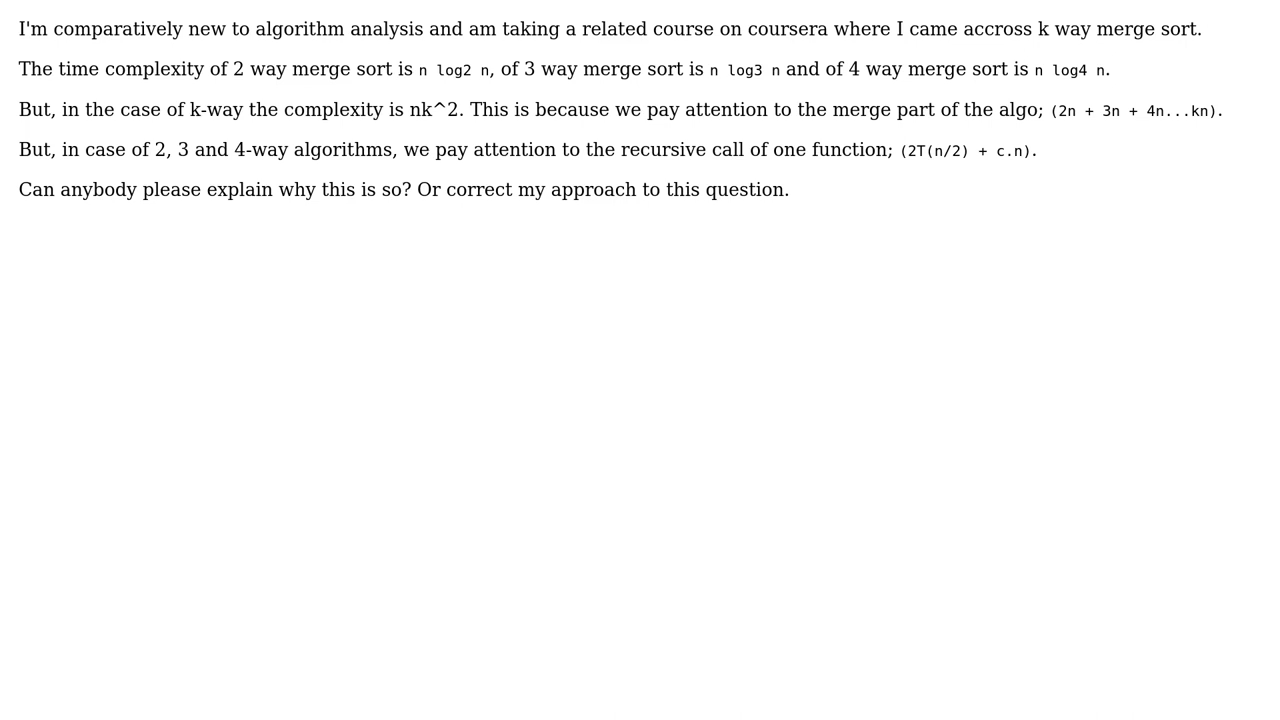 I'm comparatively new to algorithm analysis and am taking a related course on coursera where I came accross k way merge sort.
The time complexity of 2 way merge sort is n log2 n, of 3 way merge sort is n log3 n and of 4 way merge sort is n log4 n.
But, in the case of k-way the complexity is nk^2. This is because we pay attention to the merge part of the algo; (2n + 3n + 4n...kn).
But, in case of 2, 3 and 4-way algorithms, we pay attention to the recursive call of one function; (2T(n/2) + c.n).
Can anybody please explain why this is so? Or correct my approach to this question.